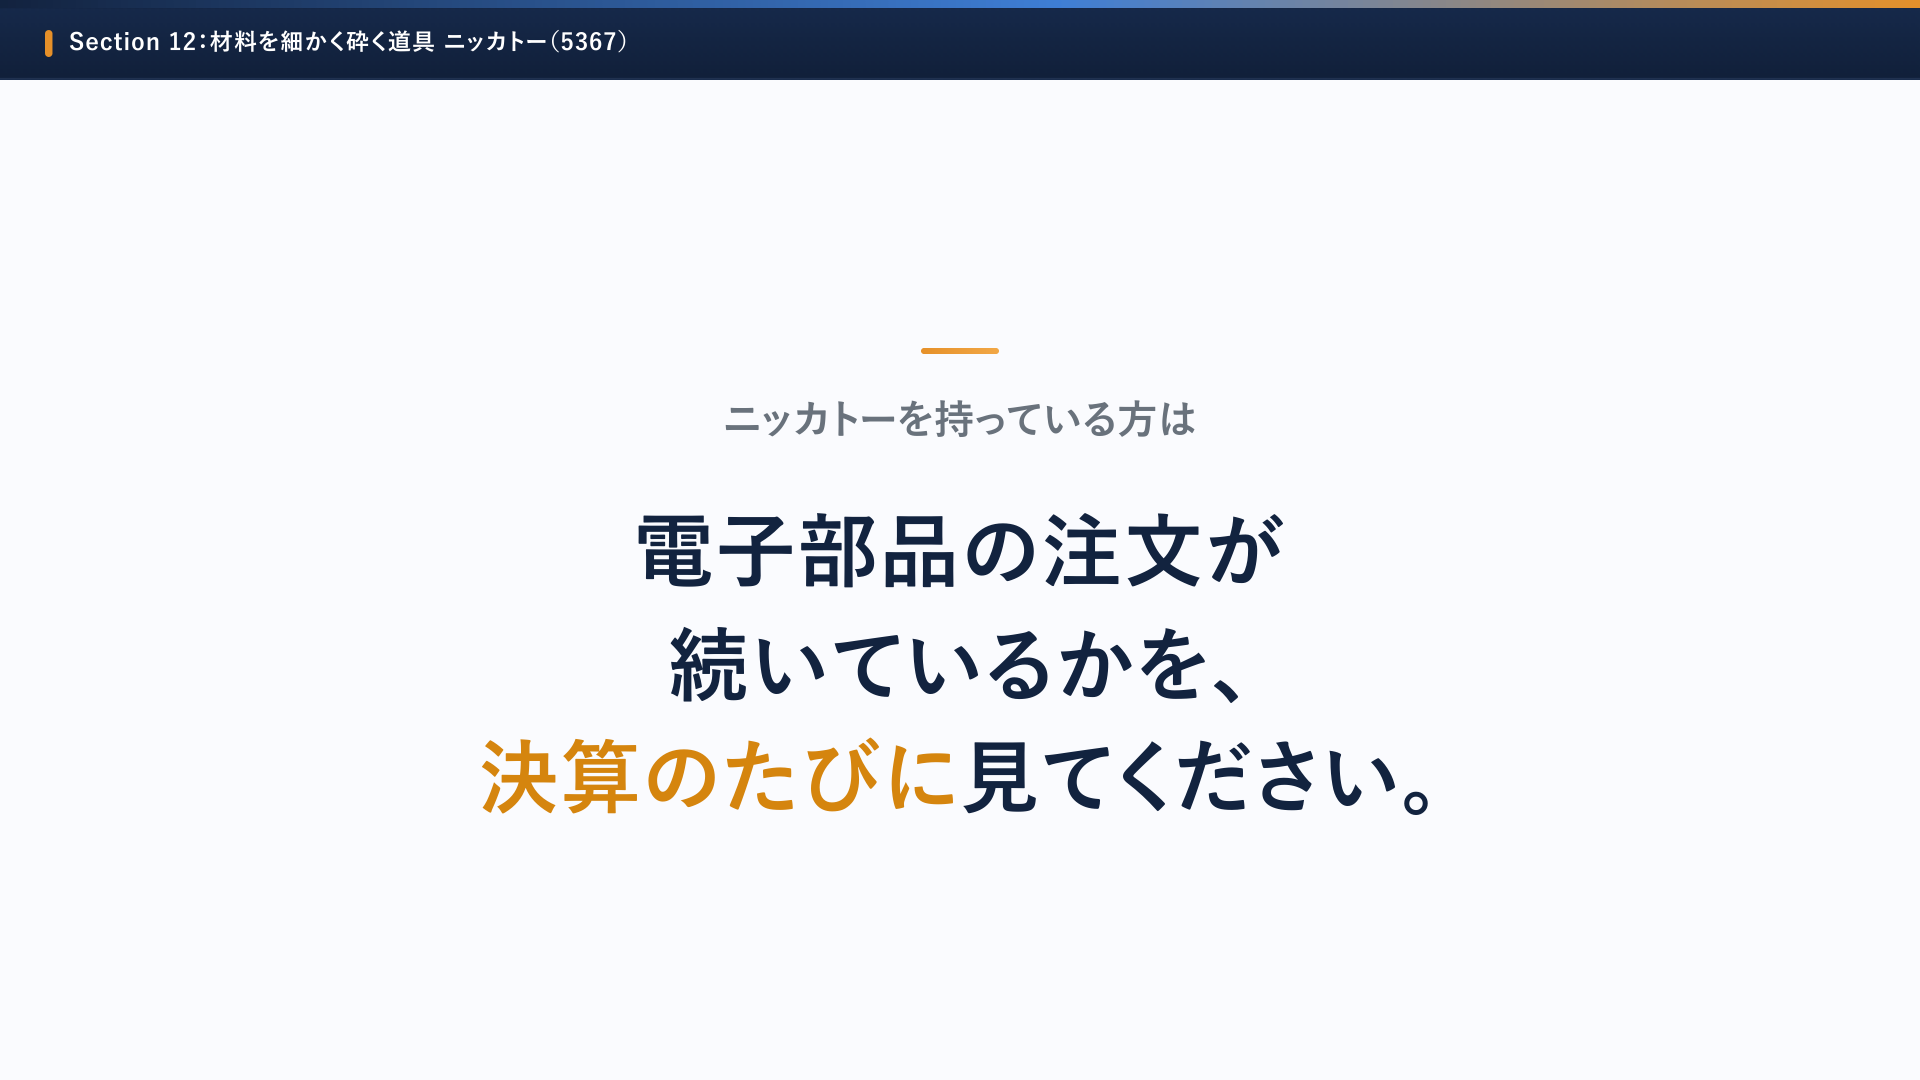 Section 12：材料を細かく砕く道具 ニッカトー（5367）
ニッカトーを持っている方は
電子部品の注文が
続いているかを、
決算のたびに見てください。